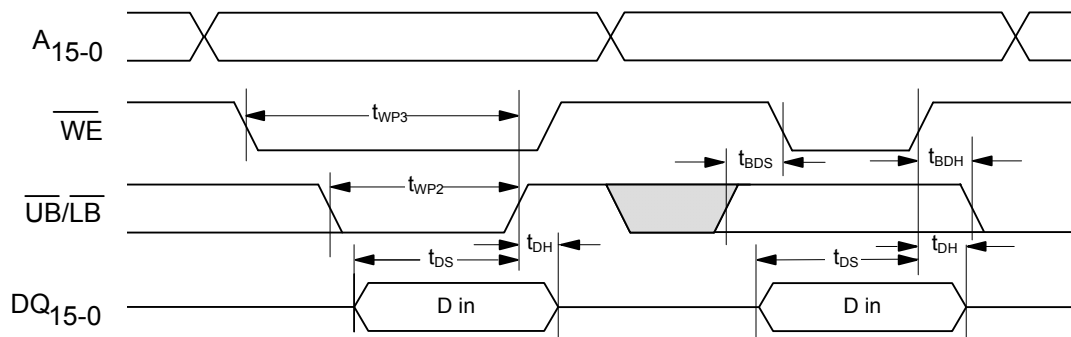 A15-0
WE
tWP3
tBDS
tBDH
UB/LB
tWP2
tDH
tDS
tDS
tDH
DQ15-0
D in
D in